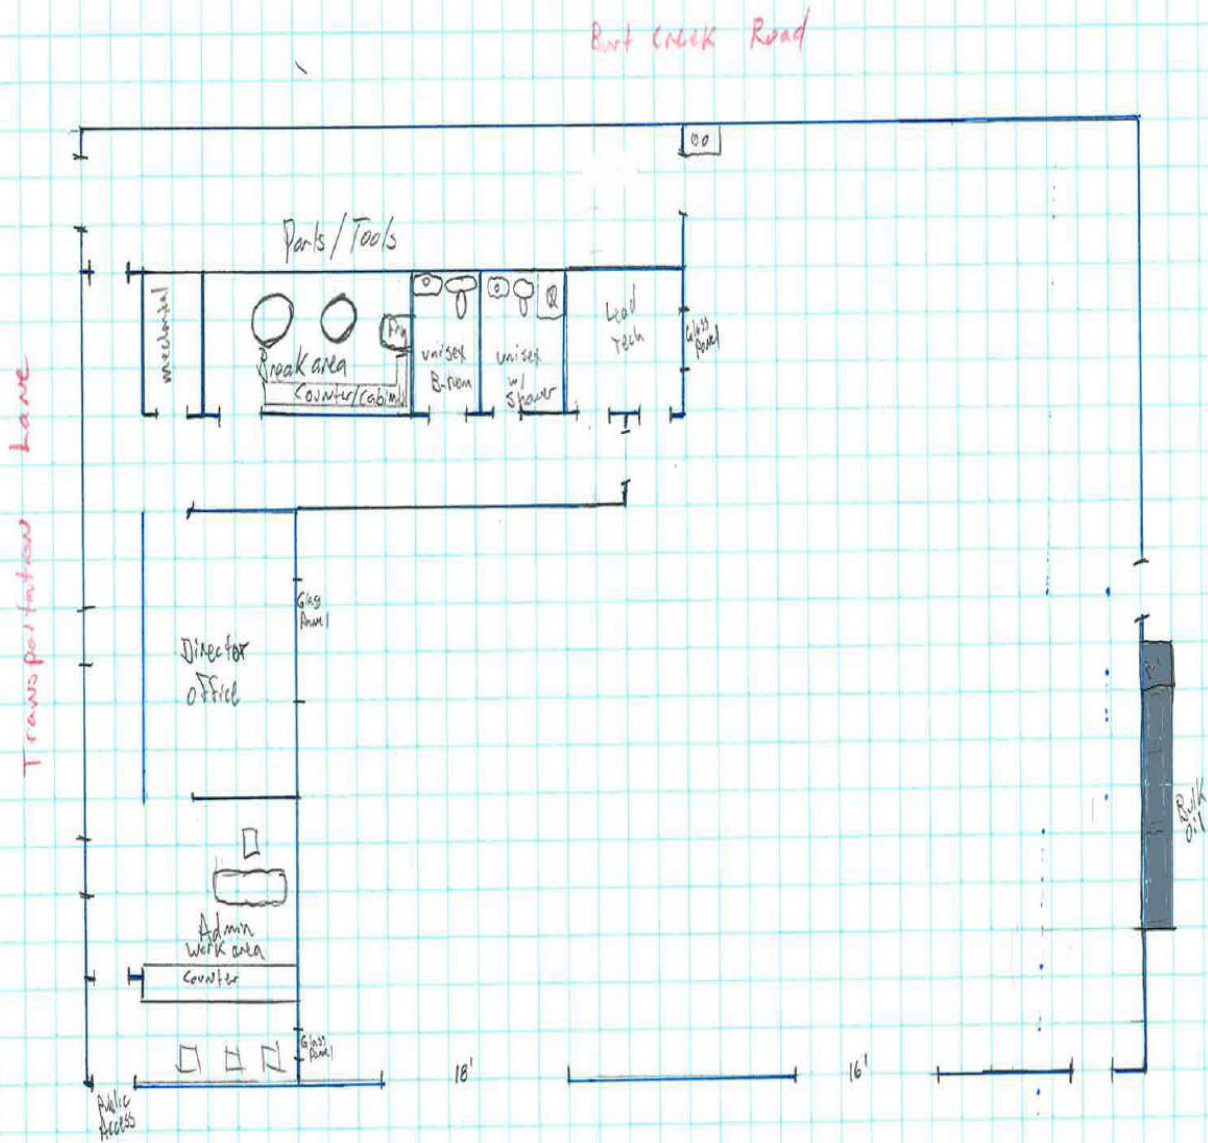 Burt Creek Road
Parts/Tools
mechanical
Break area
Counter/Cabin
unisex
B-room
unisex
w/
Shower
Lead
Tech
Glass
Panel
Transportation Lane
Glass
Panel
Director
office
Admin
work area
Counter
Glass
Panel
18'
16'
Bulk
oil
Public
Access